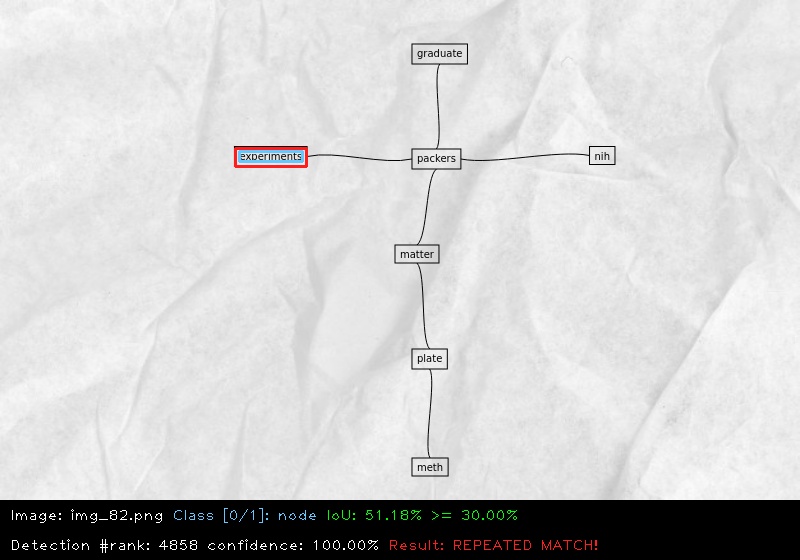 graduate
experiments packers nih
matter
plate
meth
Image: img_82.png Class [0/1]: node IoU: 51.18% >= 30.00%
Detection #rank: 4858 confidence: 100.00% Result: REPEATED MATCH!